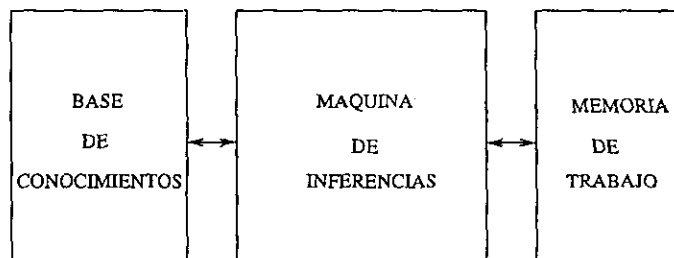 BASE
DE
CONOCIMIENTOS
MAQUINA
DE
INFERENCIAS
MEMORIA
DE
TRABAJO